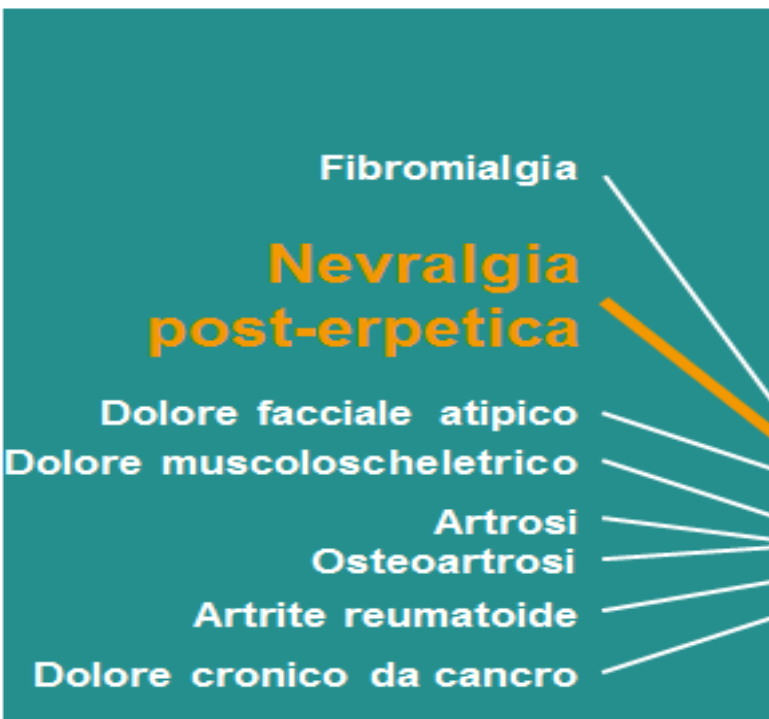 Fibromialgia
Nevralgia
post-erpetica
Dolore facciale atipico
Dolore muscoloscheletrico
Artrosi
Osteoartrosi
Artrite reumatoide
Dolore cronico da cancro